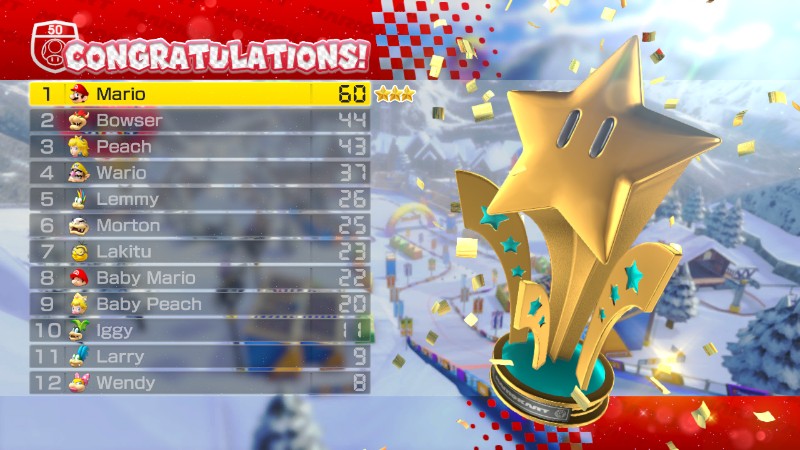 50
CONGRATULATIONS!
1 Mario 60
2 Bowser 44
3 Peach 43
4 Wario 37
5 Lemmy 26
6 Morton 25
7 Lakitu 23
8 Baby Mario 22
9 Baby Peach 20
10 Iggy 11
11 Larry 9
12 Wendy 8